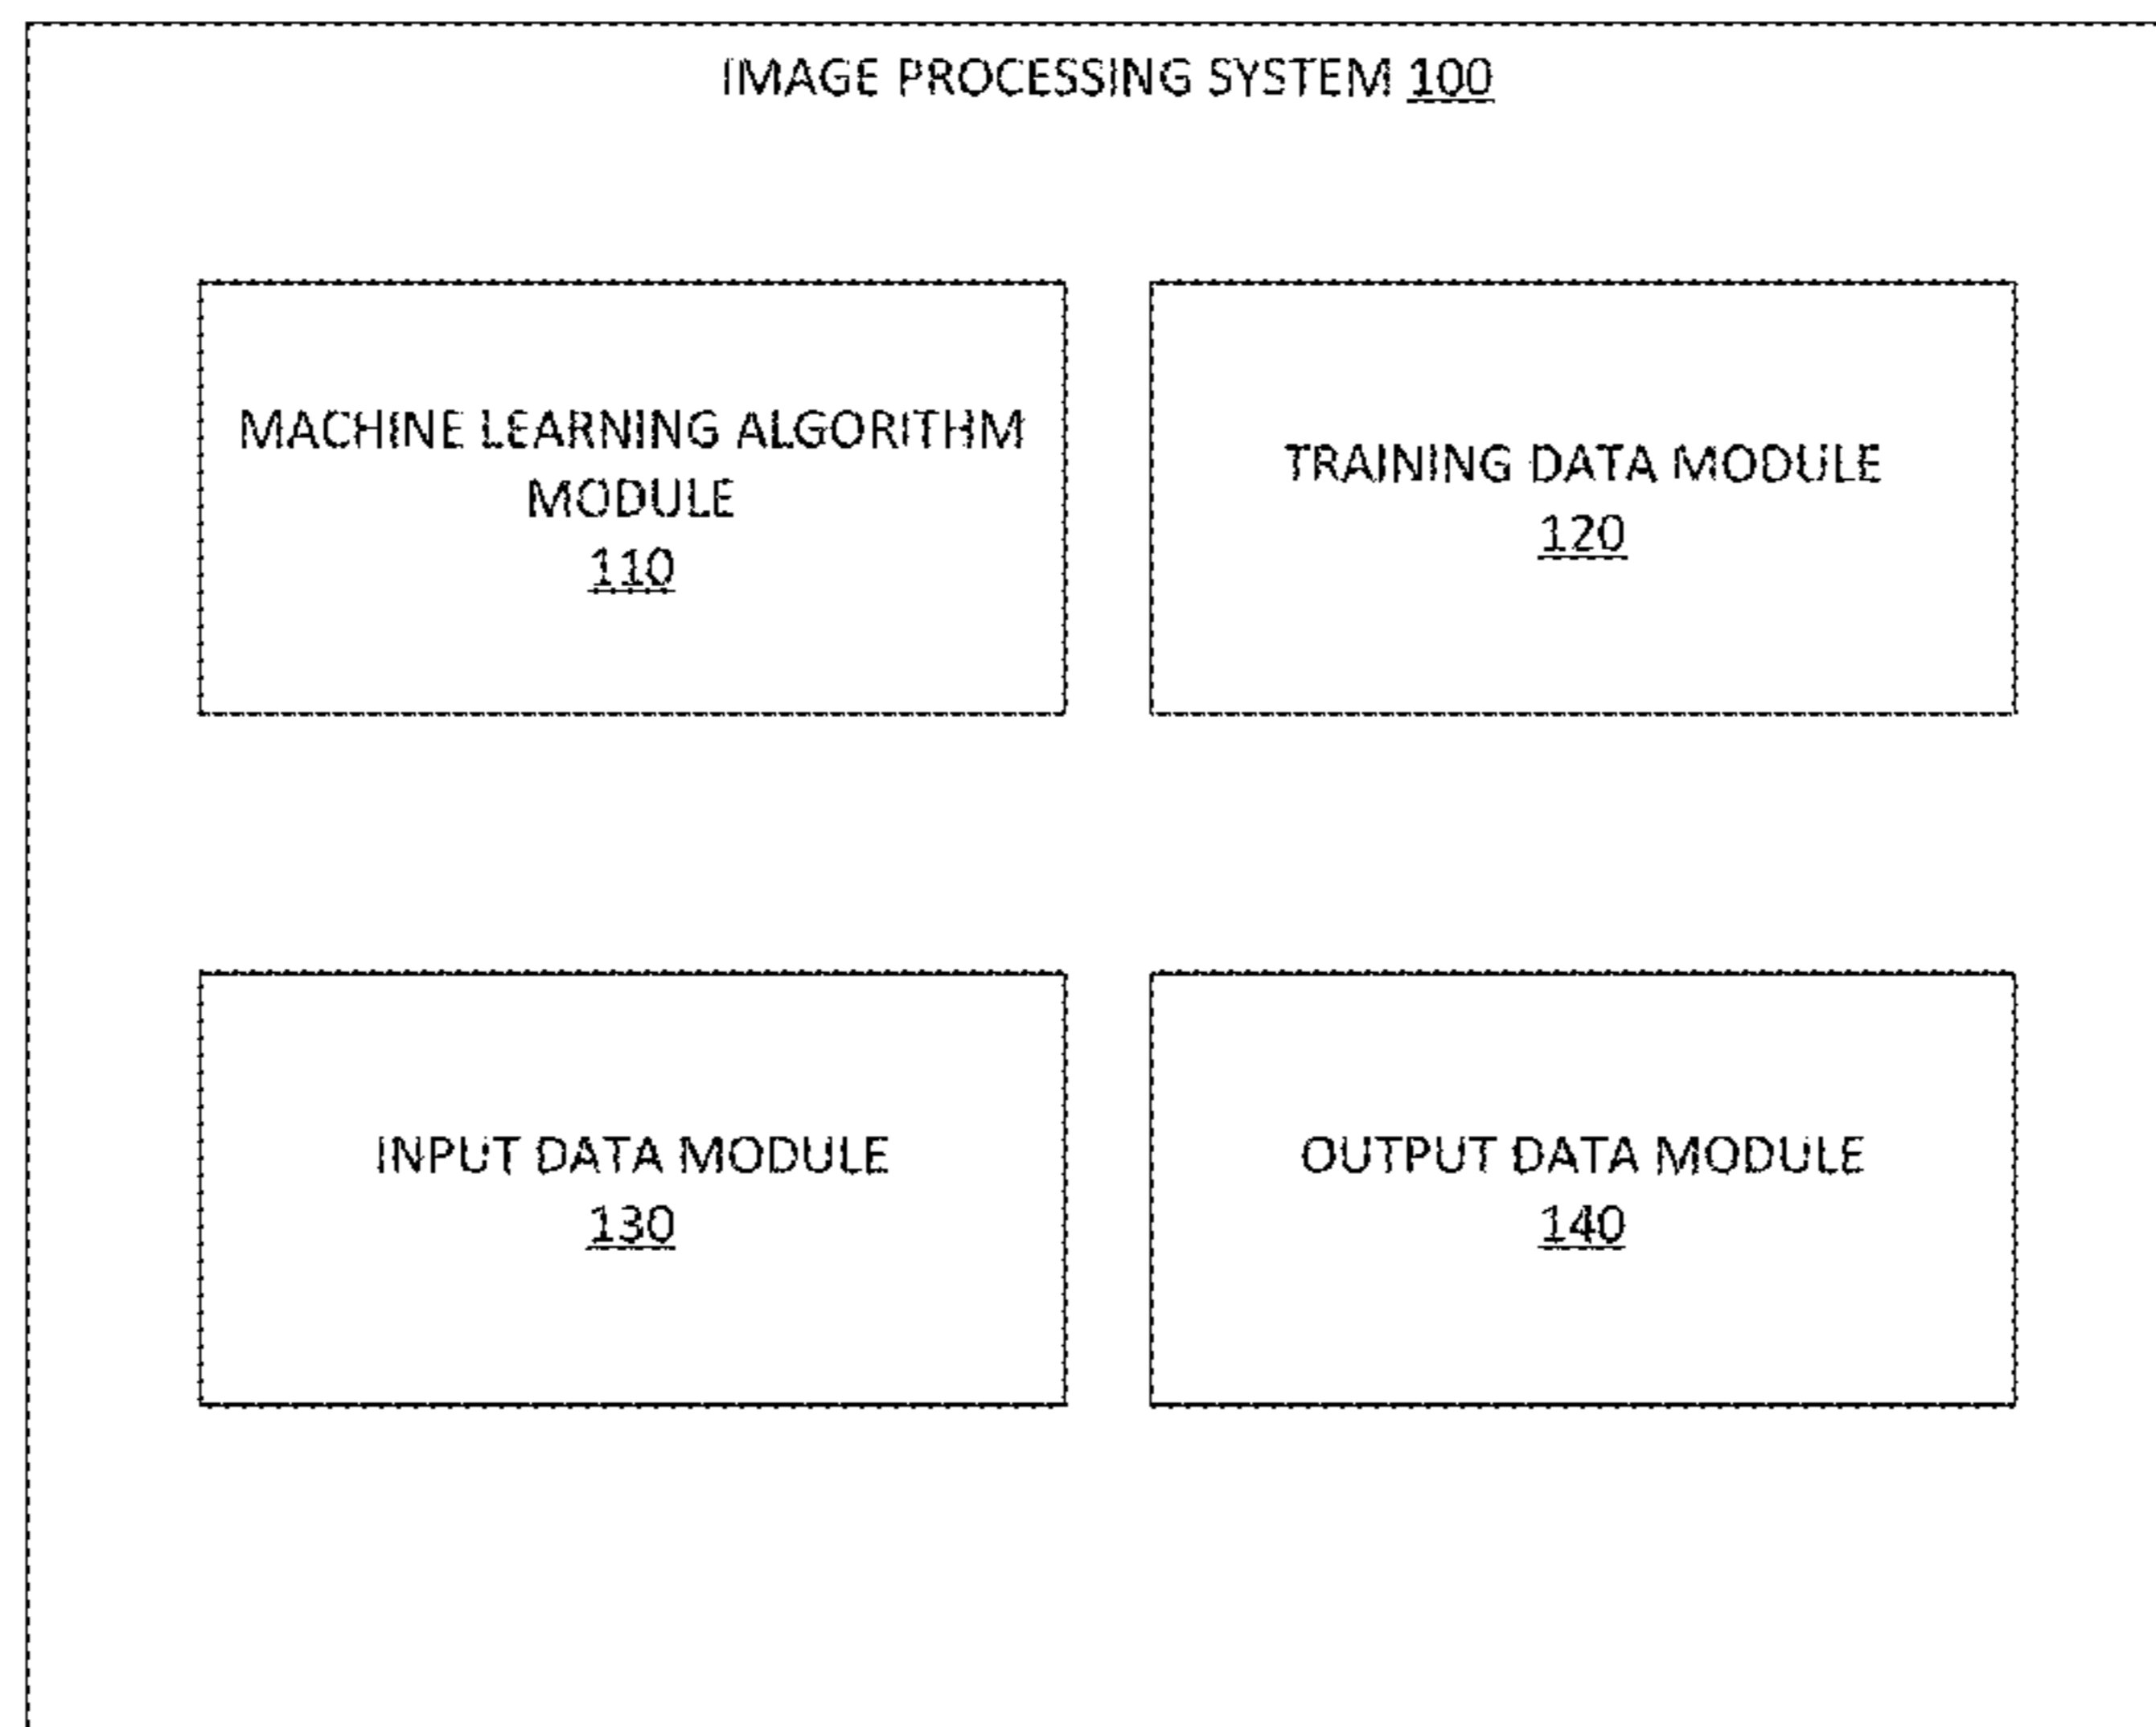 IMAGE PROCESSING SYSTEM 100
MACHINE LEARNING ALGORITHM
MODULE
110
TRAINING DATA MODULE
120
INPUT DATA MODULE
130
OUTPUT DATA MODULE
140